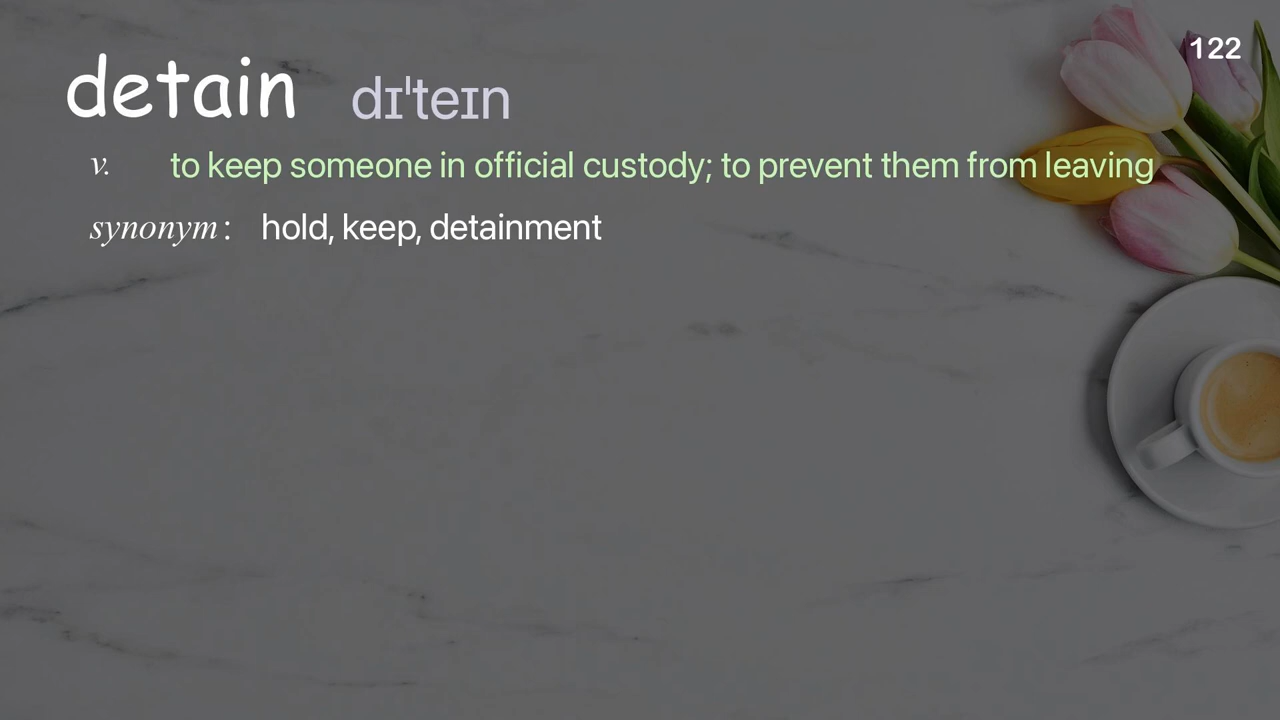 122
detain dɪˈteɪn
v. to keep someone in official custody; to prevent them from leaving
synonym : hold, keep, detainment